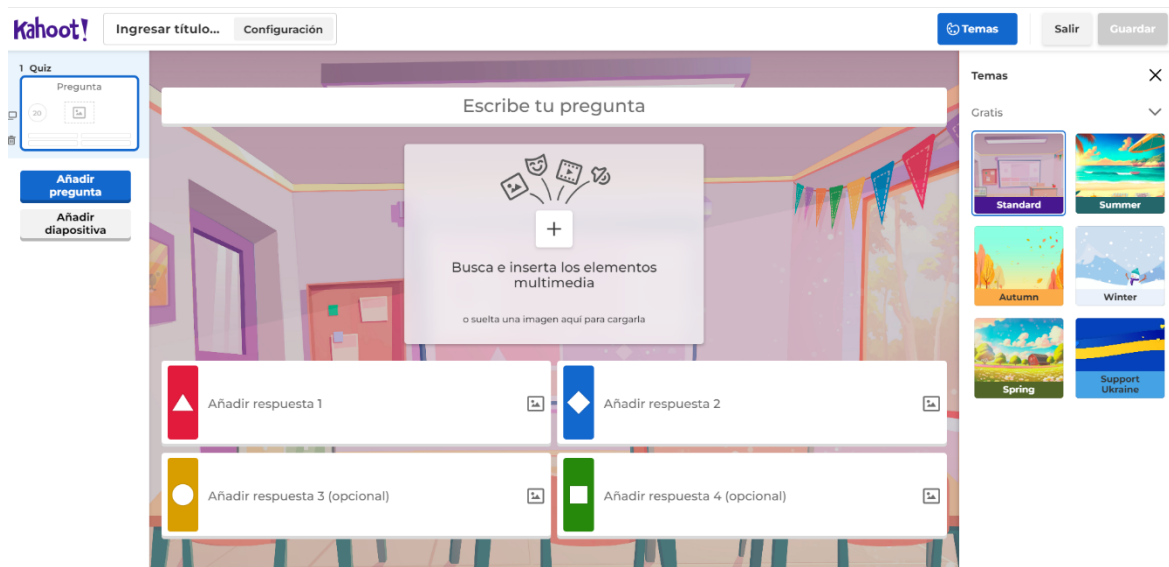 Kahoot!
Ingresar título...
Configuración
Temas
Salir
Guardar
1 Quiz
Pregunta
20
Añadir
pregunta
Añadir
diapositiva
Escribe tu pregunta
Busca e inserta los elementos
multimedia
o suelta una imagen aquí para cargarla
Añadir respuesta 1
Añadir respuesta 2
Añadir respuesta 3 (opcional)
Añadir respuesta 4 (opcional)
Temas
Gratis
Standard
Summer
Autumn
Winter
Spring
Support
Ukraine